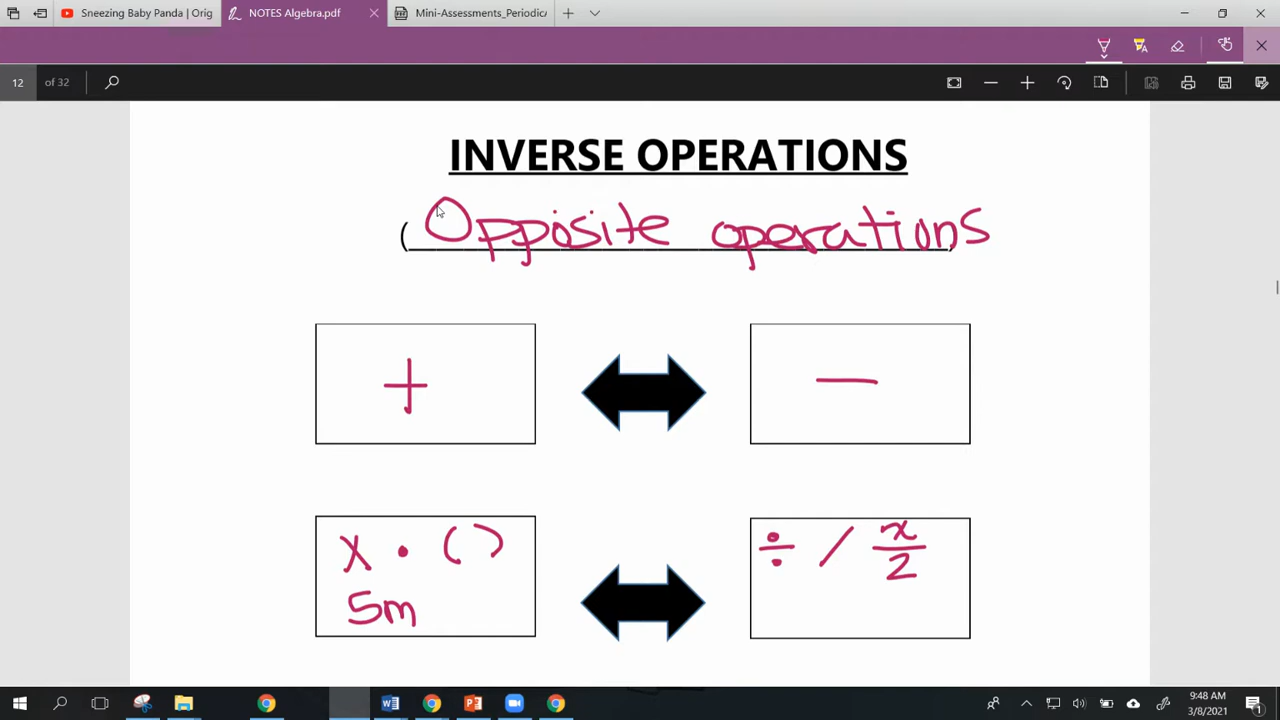 Sneezing Baby Panda | Orig
NOTES Algebra.pdf
Mini-Assessments_Periodica
12 of 32
INVERSE OPERATIONS
(Opposite operations)
+ −
x • ( ) ÷ / x/2
5m
9:48 AM
3/8/2021